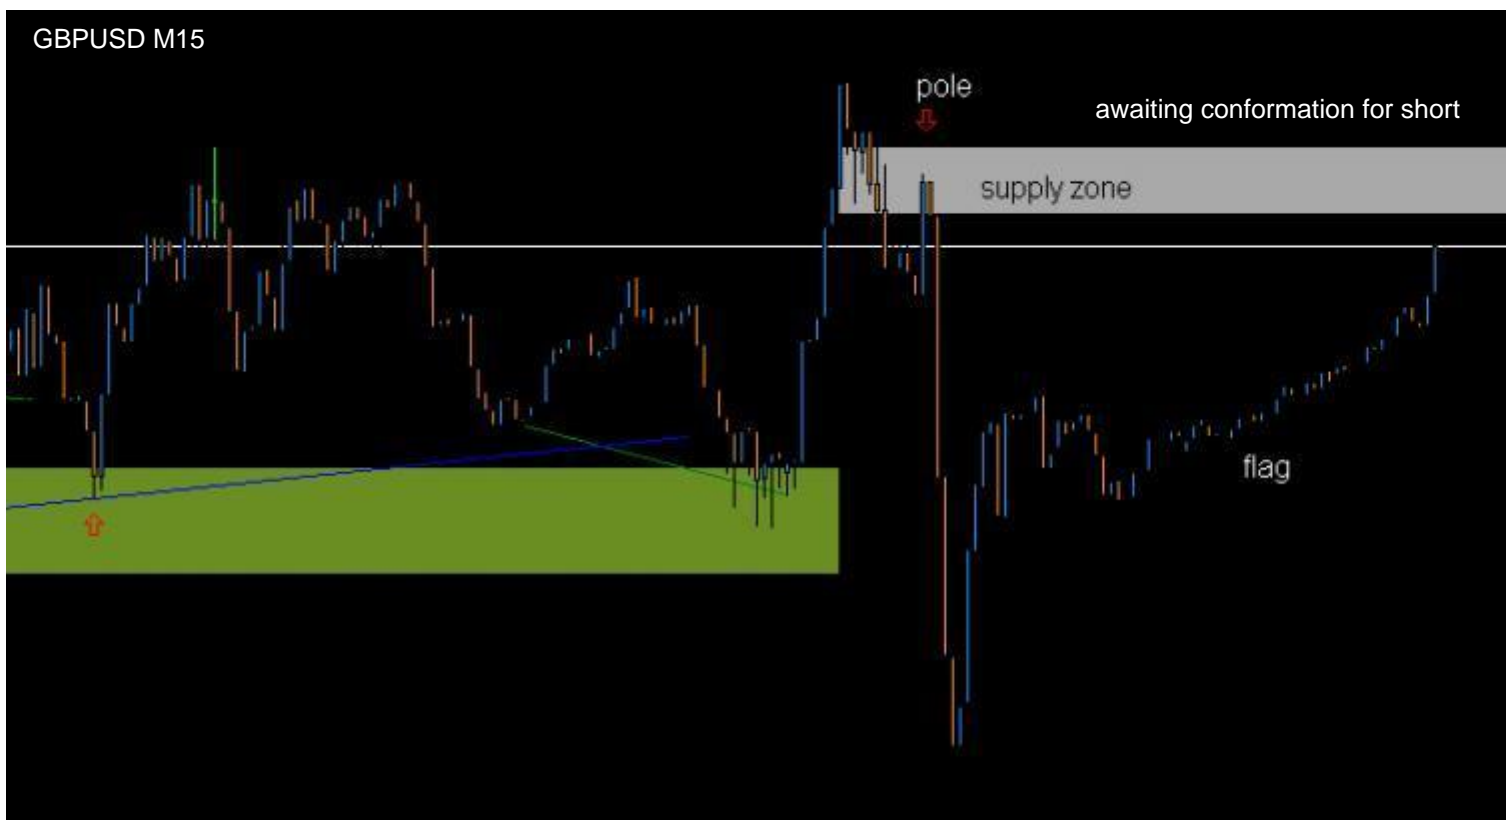 GBPUSD M15
pole
awaiting conformation for short
supply zone
flag